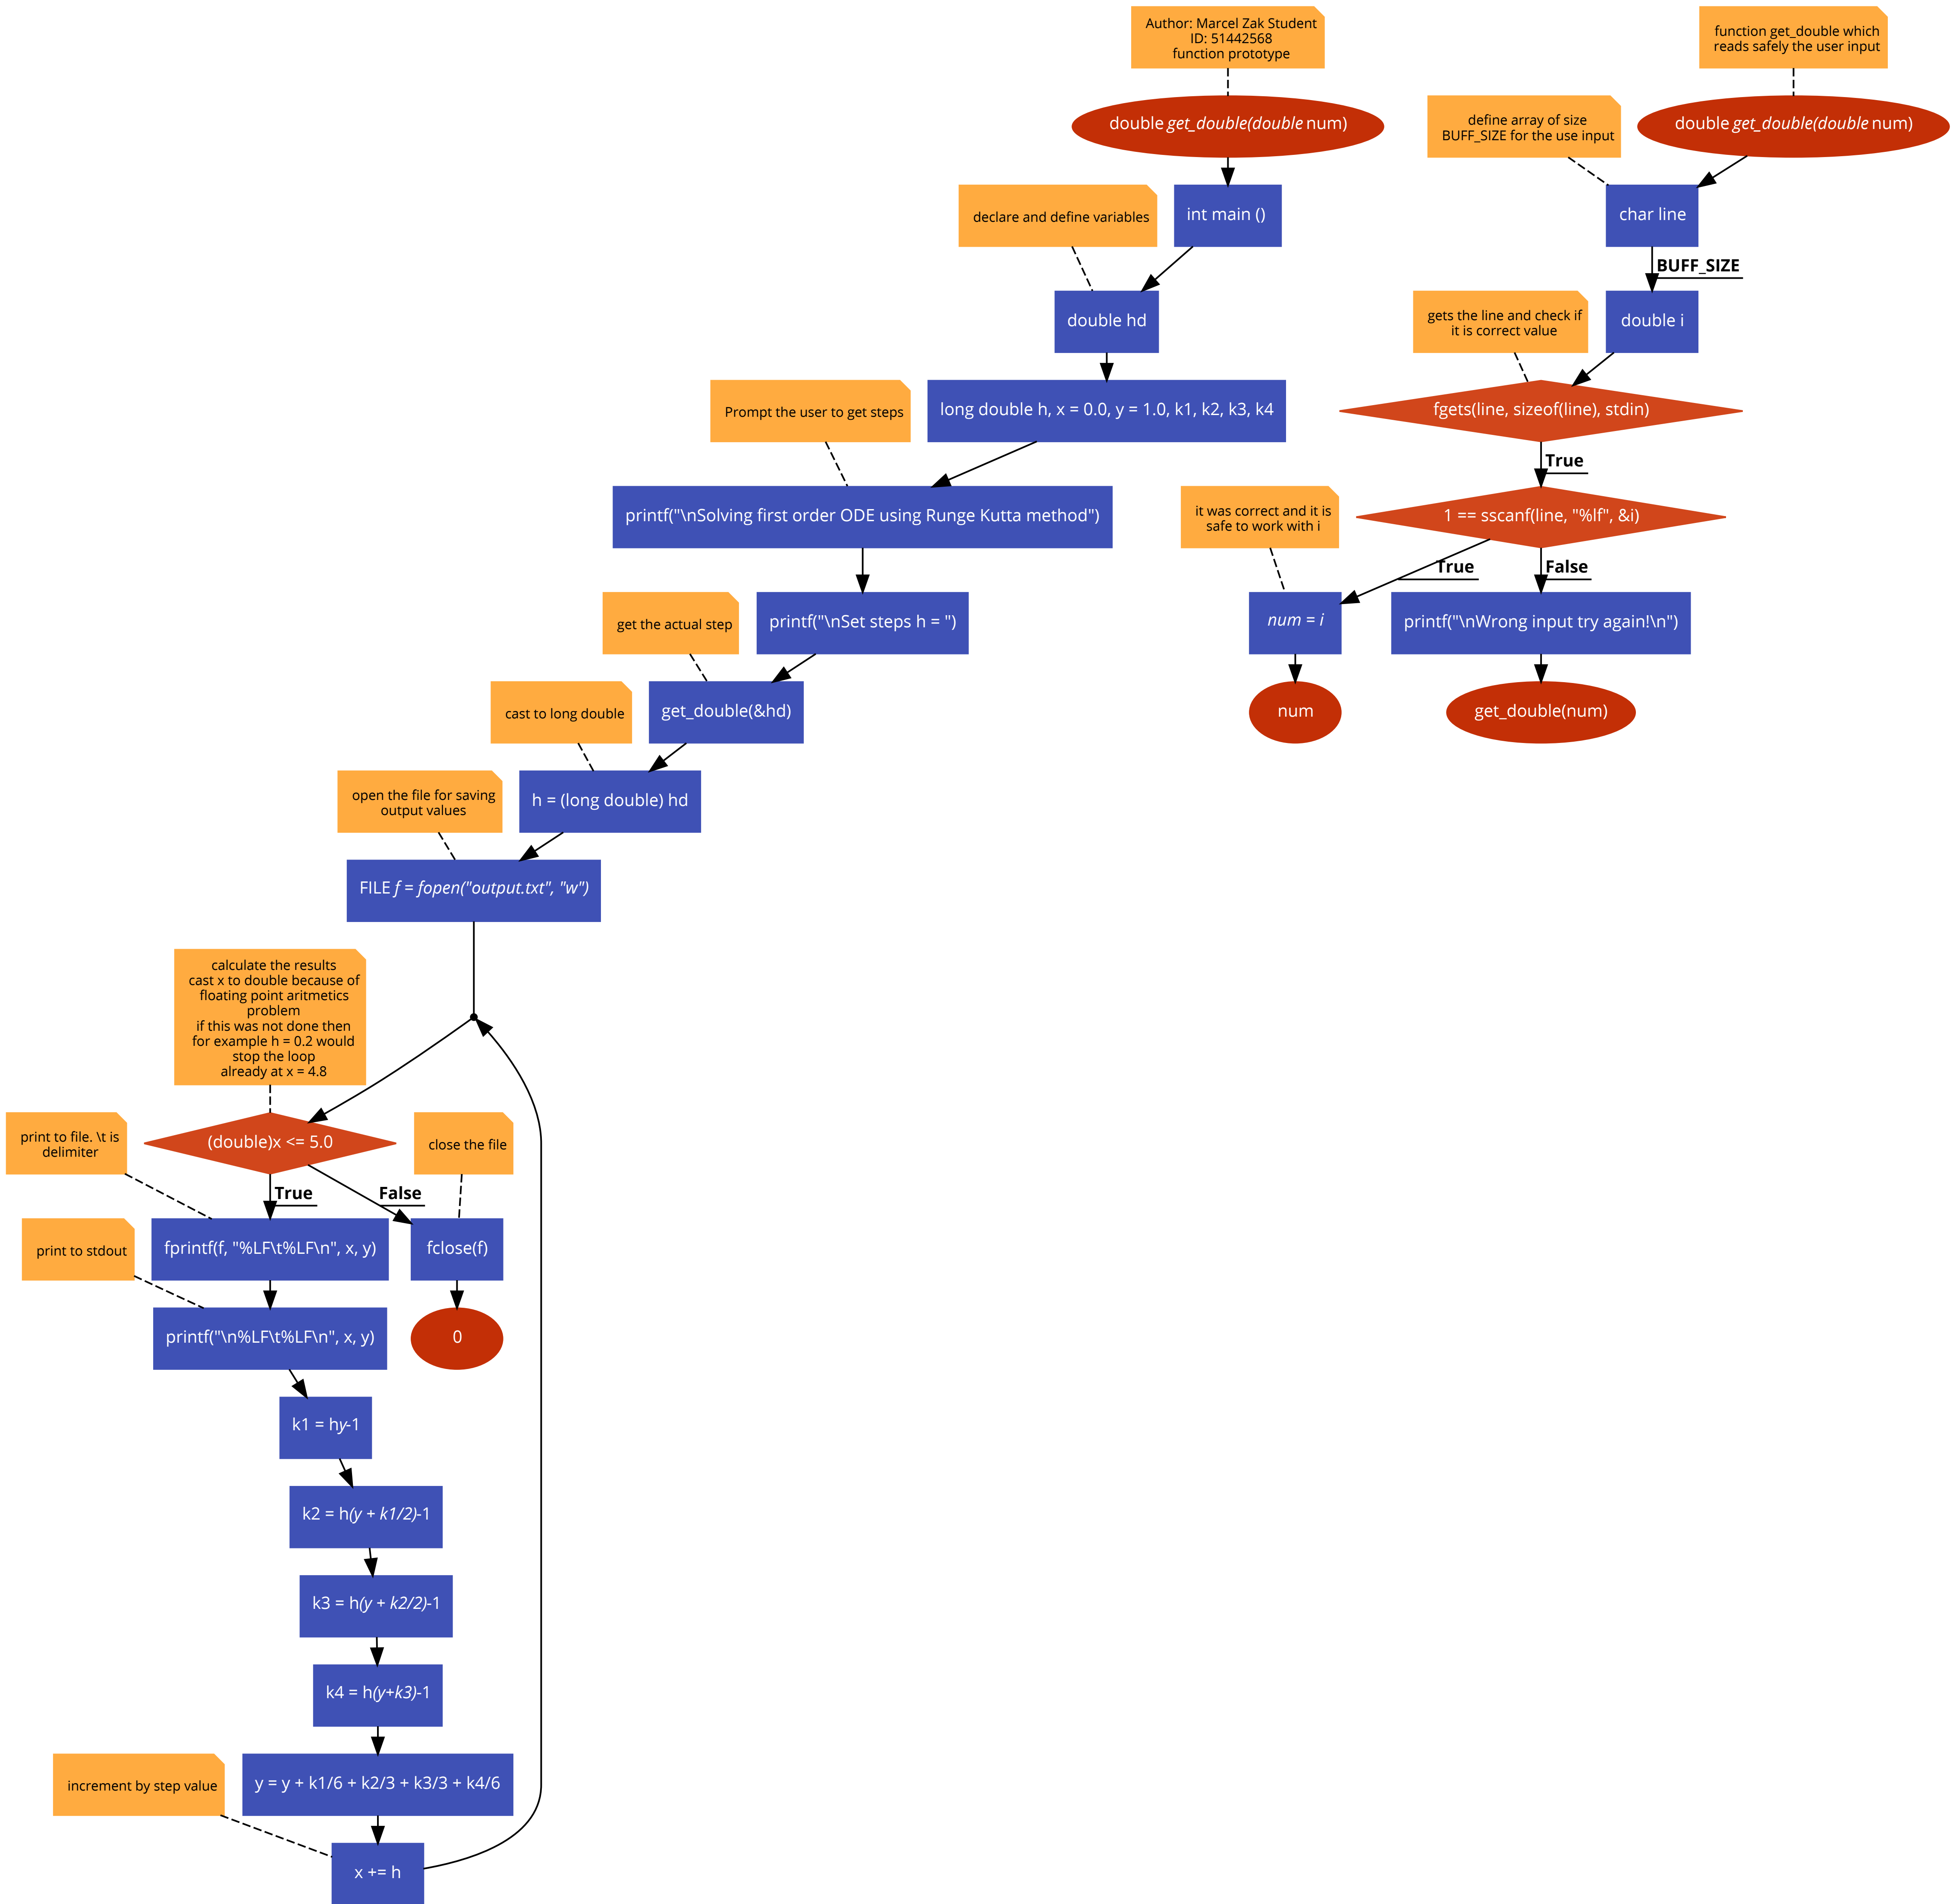 Author: Marcel Zak Student
ID: 51442568
function prototype
double get_double(double num)
int main ()
declare and define variables
double hd
long double h, x = 0.0, y = 1.0, k1, k2, k3, k4
Prompt the user to get steps
printf("\nSolving first order ODE using Runge Kutta method")
printf("\nSet steps h = ")
get the actual step
get_double(&hd)
cast to long double
h = (long double) hd
open the file for saving
output values
FILE f = fopen("output.txt", "w")
calculate the results
cast x to double because of
floating point aritmetics
problem
if this was not done then
for example h = 0.2 would
stop the loop
already at x = 4.8
(double)x <= 5.0
True
False
print to file. \t is
delimiter
fprintf(f, "%LF\t%LF\n", x, y)
close the file
fclose(f)
0
print to stdout
printf("\n%LF\t%LF\n", x, y)
k1 = hy-1
k2 = h(y + k1/2)-1
k3 = h(y + k2/2)-1
k4 = h(y+k3)-1
y = y + k1/6 + k2/3 + k3/3 + k4/6
increment by step value
x += h
function get_double which
reads safely the user input
double get_double(double num)
define array of size
BUFF_SIZE for the use input
char line
BUFF_SIZE
double i
gets the line and check if
it is correct value
fgets(line, sizeof(line), stdin)
True
1 == sscanf(line, "%lf", &i)
True
False
it was correct and it is
safe to work with i
num = i
num
printf("\nWrong input try again!\n")
get_double(num)